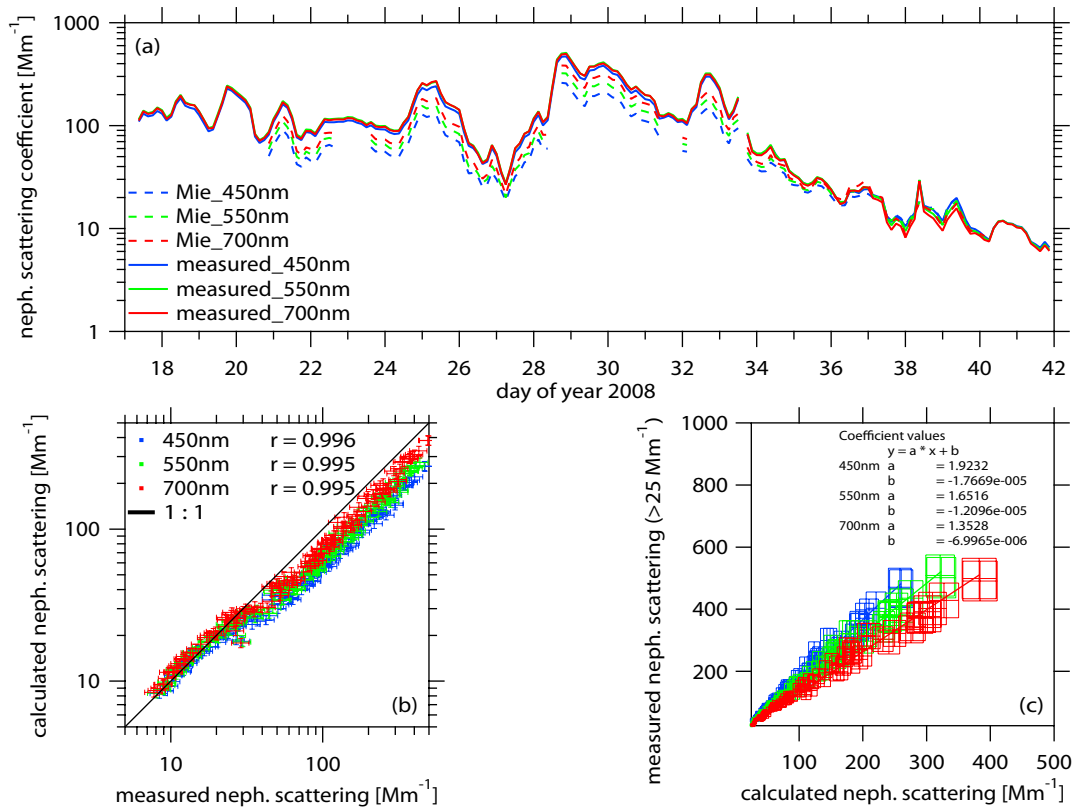 neph. scattering coefficient [Mm⁻¹]
1000
100
10
1
(a)
Mie_450nm
Mie_550nm
Mie_700nm
measured_450nm
measured_550nm
measured_700nm
18 20 22 24 26 28 30 32 34 36 38 40 42
day of year 2008
calculated neph. scattering [Mm⁻¹]
100
10
450nm r = 0.996
550nm r = 0.995
700nm r = 0.995
1 : 1
(b)
10 100
measured neph. scattering [Mm⁻¹]
measured neph. scattering (>25 Mm⁻¹)
1000
800
600
400
200
Coefficient values
y = a * x + b
450nm a = 1.9232
b = -1.7669e-005
550nm a = 1.6516
b = -1.2096e-005
700nm a = 1.3528
b = -6.9965e-006
(c)
100 200 300 400 500
calculated neph. scattering [Mm⁻¹]